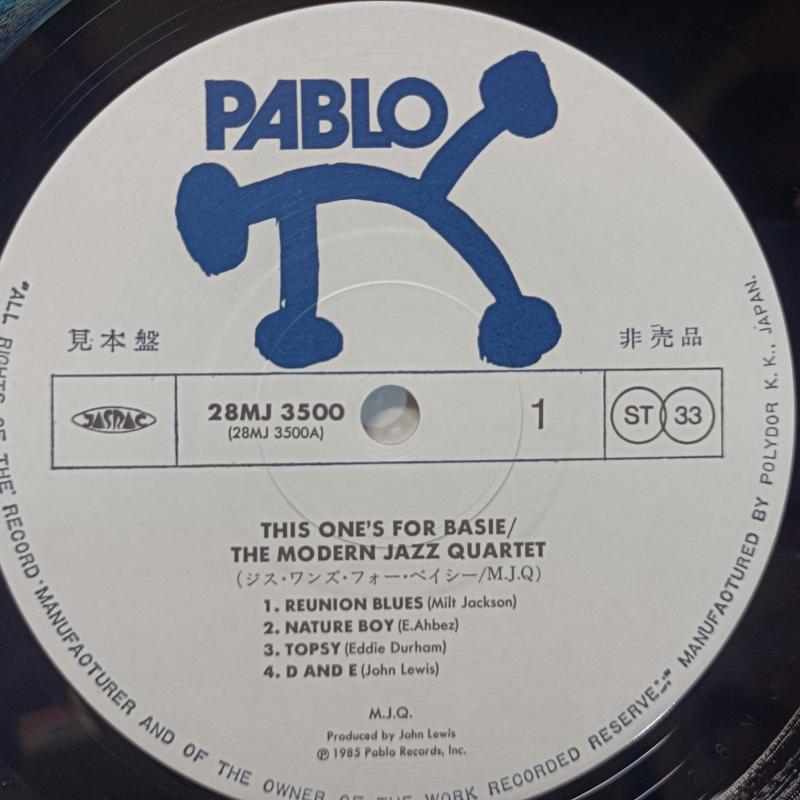 PABLO
見本盤
非売品
JASRAC
28MJ 3500
(28MJ 3500A)
1
ST 33
THIS ONE'S FOR BASIE/
THE MODERN JAZZ QUARTET
(ジス・ワンズ・フォー・ベイシー/M.J.Q)
1. REUNION BLUES (Milt Jackson)
2. NATURE BOY (E.Ahbez)
3. TOPSY (Eddie Durham)
4. D AND E (John Lewis)
M.J.Q.
Produced by John Lewis
Ⓟ 1985 Pablo Records, Inc.
"ALL RIGHTS OF THE RECORD MANUFACTURER AND OF THE OWNER OF THE WORK RECORDED RESERVED" MANUFACTURED BY POLYDOR K.K., JAPAN.